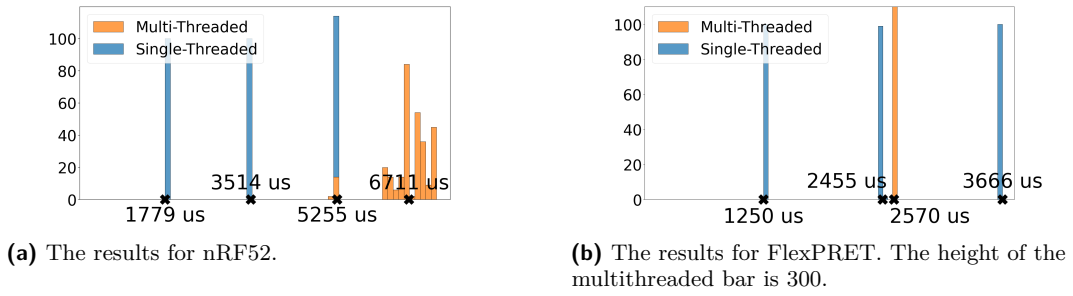 Multi-Threaded
Single-Threaded
100
80
60
40
20
0
3514 us
6711 us
1779 us
5255 us
(a) The results for nRF52.
Multi-Threaded
Single-Threaded
100
80
60
40
20
0
2455 us
3666 us
1250 us
2570 us
(b) The results for FlexPRET. The height of the
multithreaded bar is 300.